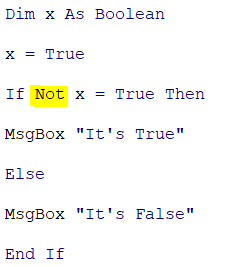 Dim x As Boolean
x = True
If Not x = True Then
MsgBox "It's True"
Else
MsgBox "It's False"
End If